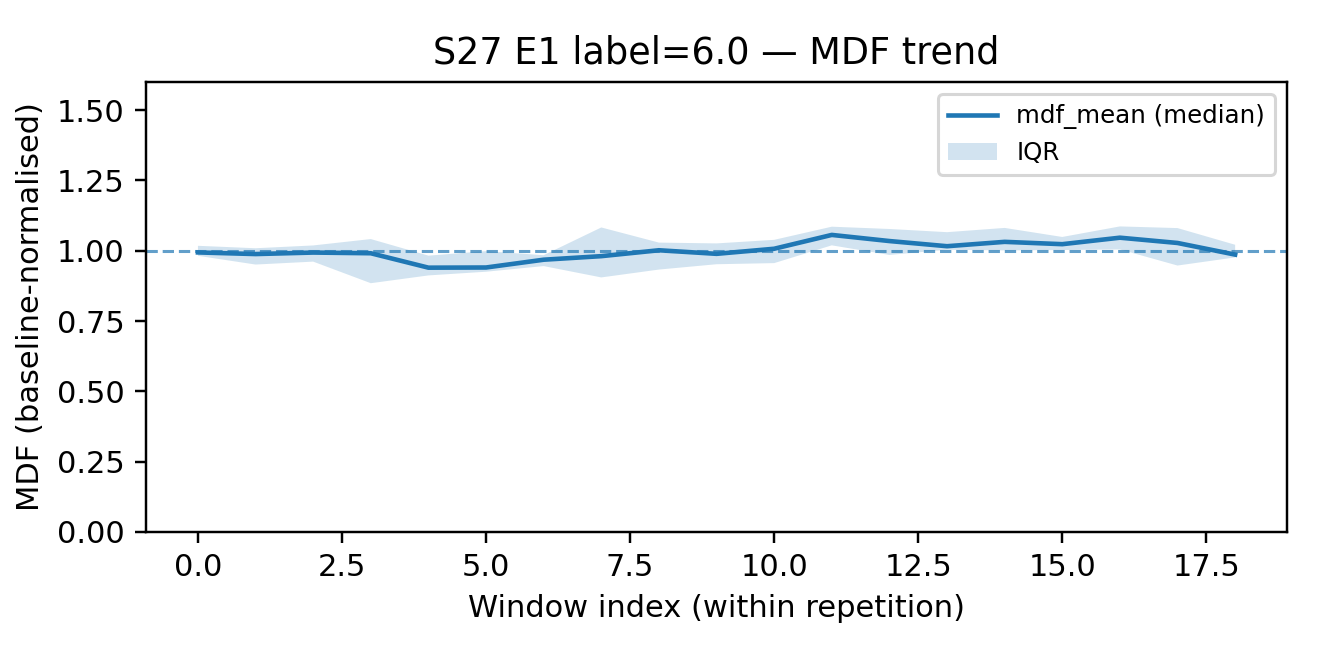 S27 E1 label=6.0 — MDF trend
MDF (baseline-normalised)
1.50
1.25
1.00
0.75
0.50
0.25
0.00
mdf_mean (median)
IQR
0.0 2.5 5.0 7.5 10.0 12.5 15.0 17.5
Window index (within repetition)